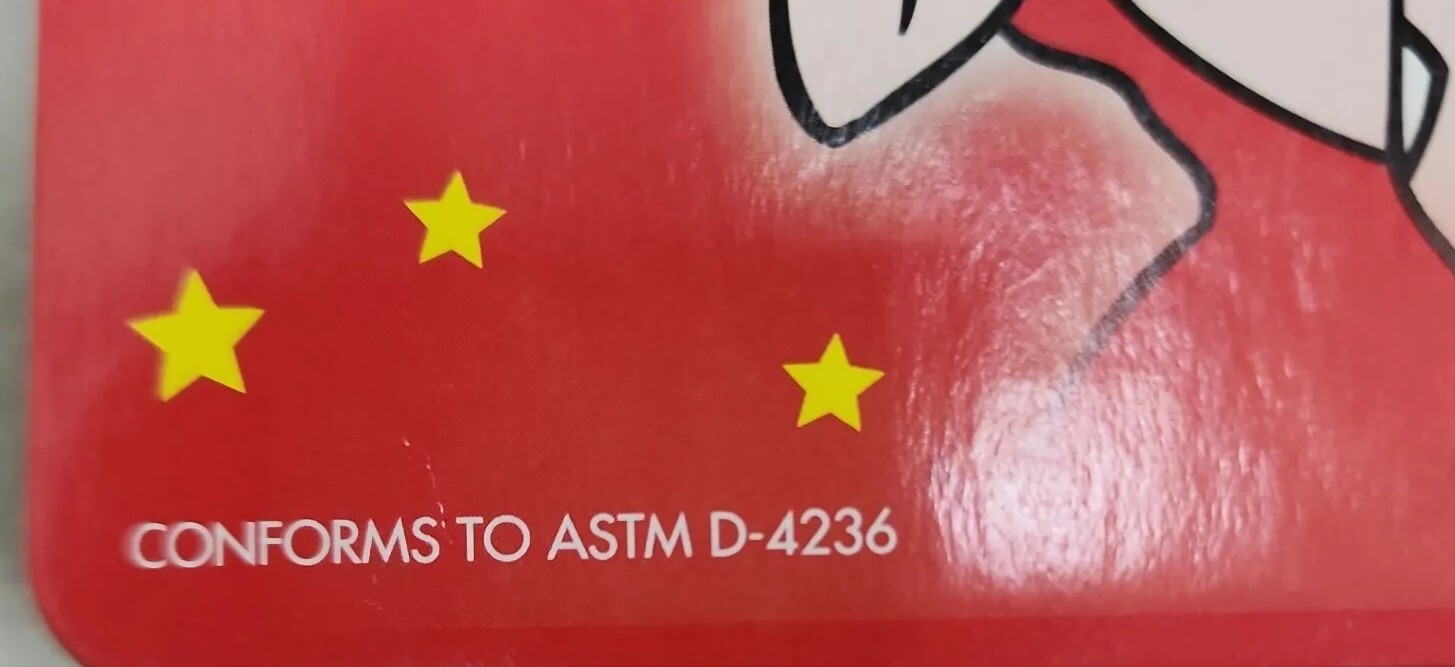 CONFORMS TO ASTM D-4236